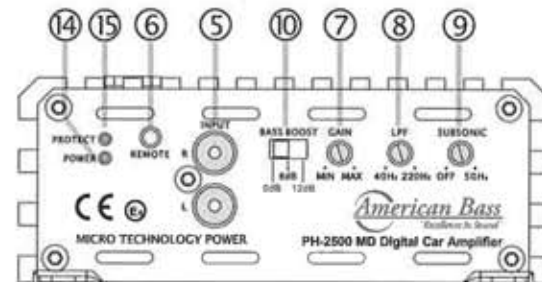 ⑭ ⑮ ⑥ ⑤ ⑩ ⑦ ⑧ ⑨
INPUT
BASS BOOST GAIN LPF SUBSONIC
PROTECT
POWER
REMOTE
R
0dB 6dB 12dB
MIN MAX 40Hz 220Hz OFF 50Hz
L
CE
American Bass
"Excellence In Sound"
MICRO TECHNOLOGY POWER
PH-2500 MD Digital Car Amplifier